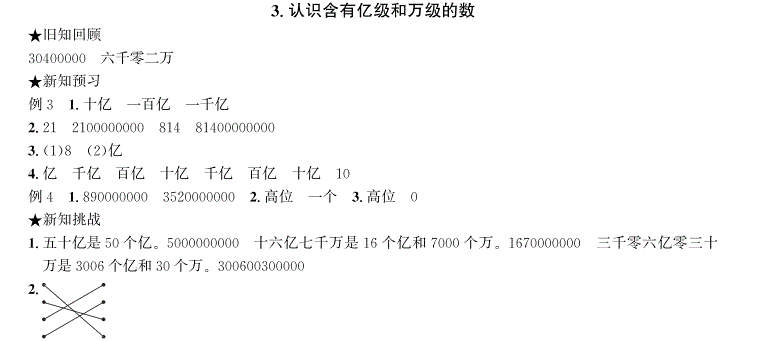 3. 认识含有亿级和万级的数
★旧知回顾
30400000 六千零二万
★新知预习
例 3 1. 十亿 一百亿 一千亿
2. 21 2100000000 814 81400000000
3. (1)8 (2)亿
4. 亿 千亿 百亿 十亿 千亿 百亿 十亿 10
例 4 1. 890000000 3520000000 2. 高位 一个 3. 高位 0
★新知挑战
1. 五十亿是 50 个亿。5000000000 十六亿七千万是 16 个亿和 7000 个万。1670000000 三千零六亿零三十
万是 3006 个亿和 30 个万。300600300000
2.